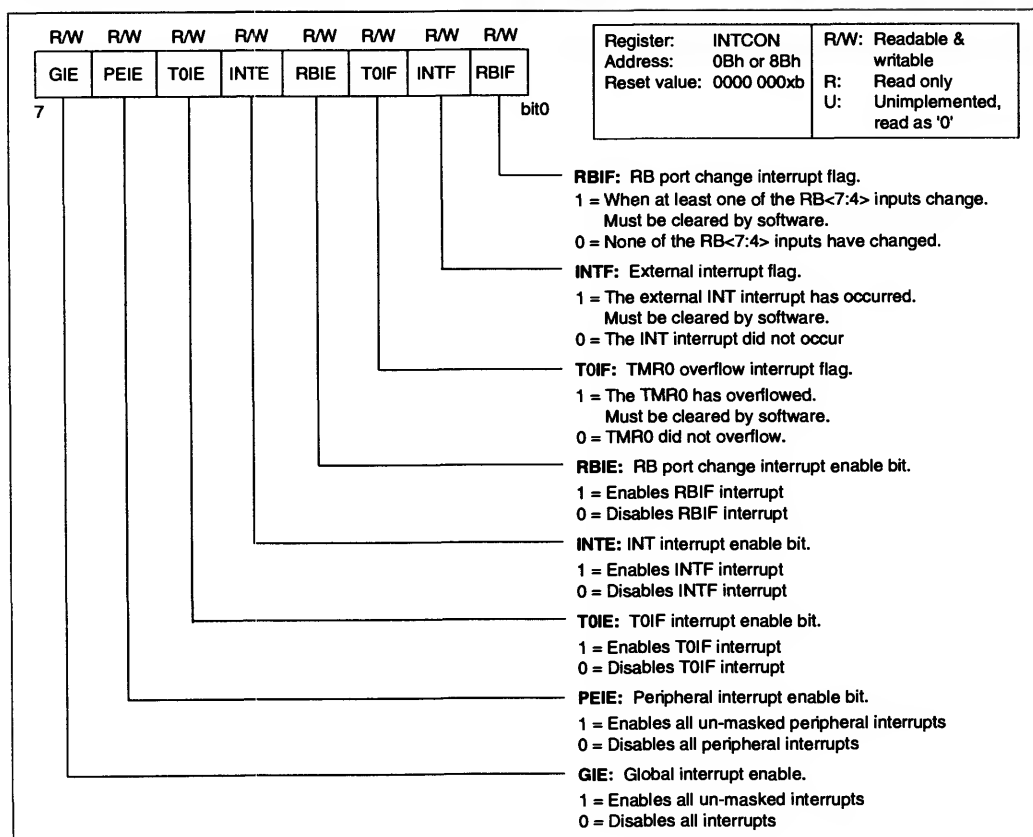 R/W R/W R/W R/W R/W R/W R/W R/W
GIE PEIE T0IE INTE RBIE T0IF INTF RBIF
7 bit0
Register: INTCON
Address: 0Bh or 8Bh
Reset value: 0000 000xb
R/W: Readable &
writable
R: Read only
U: Unimplemented,
read as '0'
RBIF: RB port change interrupt flag.
1 = When at least one of the RB<7:4> inputs change.
Must be cleared by software.
0 = None of the RB<7:4> inputs have changed.
INTF: External interrupt flag.
1 = The external INT interrupt has occurred.
Must be cleared by software.
0 = The INT interrupt did not occur
T0IF: TMR0 overflow interrupt flag.
1 = The TMR0 has overflowed.
Must be cleared by software.
0 = TMR0 did not overflow.
RBIE: RB port change interrupt enable bit.
1 = Enables RBIF interrupt
0 = Disables RBIF interrupt
INTE: INT interrupt enable bit.
1 = Enables INTF interrupt
0 = Disables INTF interrupt
T0IE: T0IF interrupt enable bit.
1 = Enables T0IF interrupt
0 = Disables T0IF interrupt
PEIE: Peripheral interrupt enable bit.
1 = Enables all un-masked peripheral interrupts
0 = Disables all peripheral interrupts
GIE: Global interrupt enable.
1 = Enables all un-masked interrupts
0 = Disables all interrupts